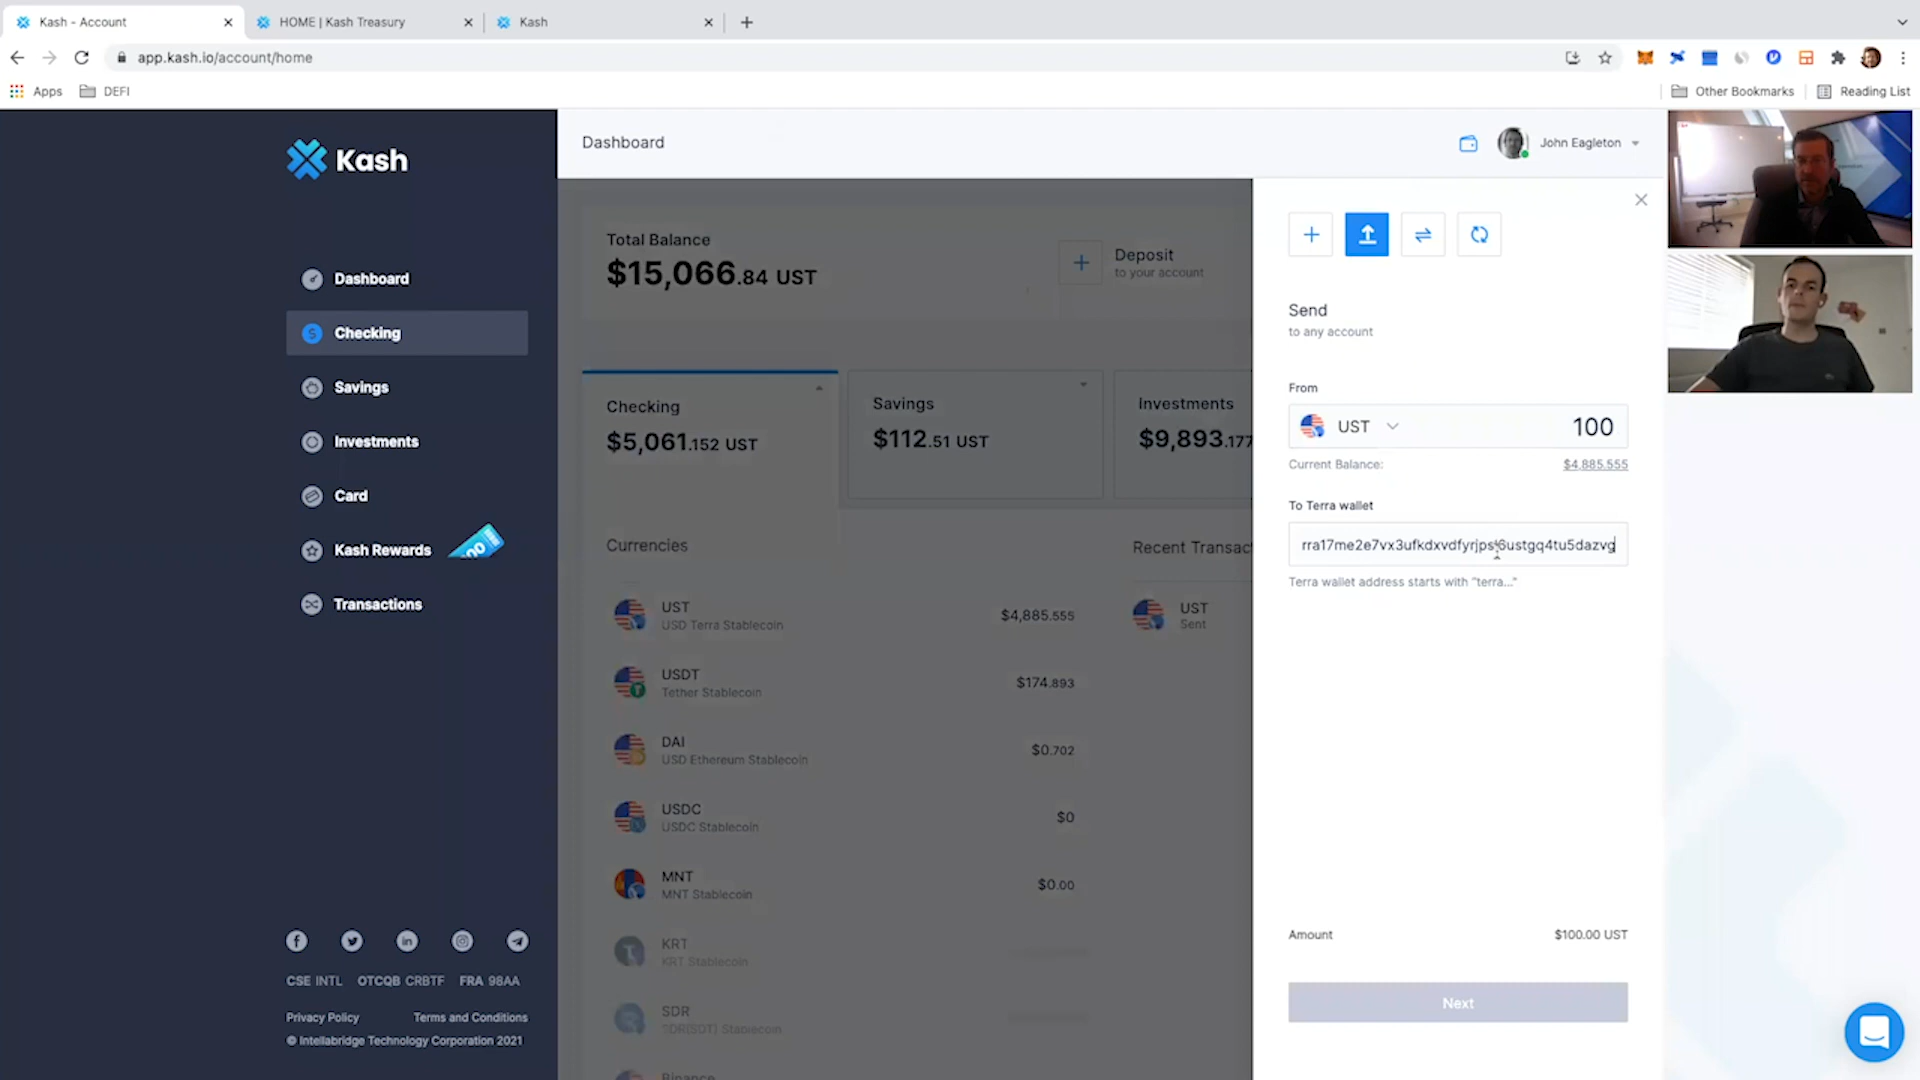 Kash - Account
HOME | Kash Treasury
Kash
app.kash.io/account/home
Apps
DEFI
Other Bookmarks
Reading List
Kash
Dashboard
John Eagleton
Dashboard
Checking
Savings
Investments
Card
Kash Rewards
Transactions
CSE INTL OTCQB CRBTF FRA 98AA
Privacy Policy
Terms and Conditions
© Intellabridge Technology Corporation 2021
Total Balance
$15,066.84 UST
Deposit
to your account
Checking
$5,061.152 UST
Savings
$112.51 UST
Investments
$9,893.177
Currencies
UST
USD Terra Stablecoin
$4,885.555
USDT
Tether Stablecoin
$174.893
DAI
USD Ethereum Stablecoin
$0.702
USDC
USDC Stablecoin
$0
MNT
MNT Stablecoin
$0.00
KRT
KRT Stablecoin
SDR
SDR(SDT) Stablecoin
Binance
Recent Transac
UST
Sent
Send
to any account
From
UST
100
Current Balance:
$4,885.555
To Terra wallet
Terra wallet address starts with "terra..."
Amount
$100.00 UST
Next